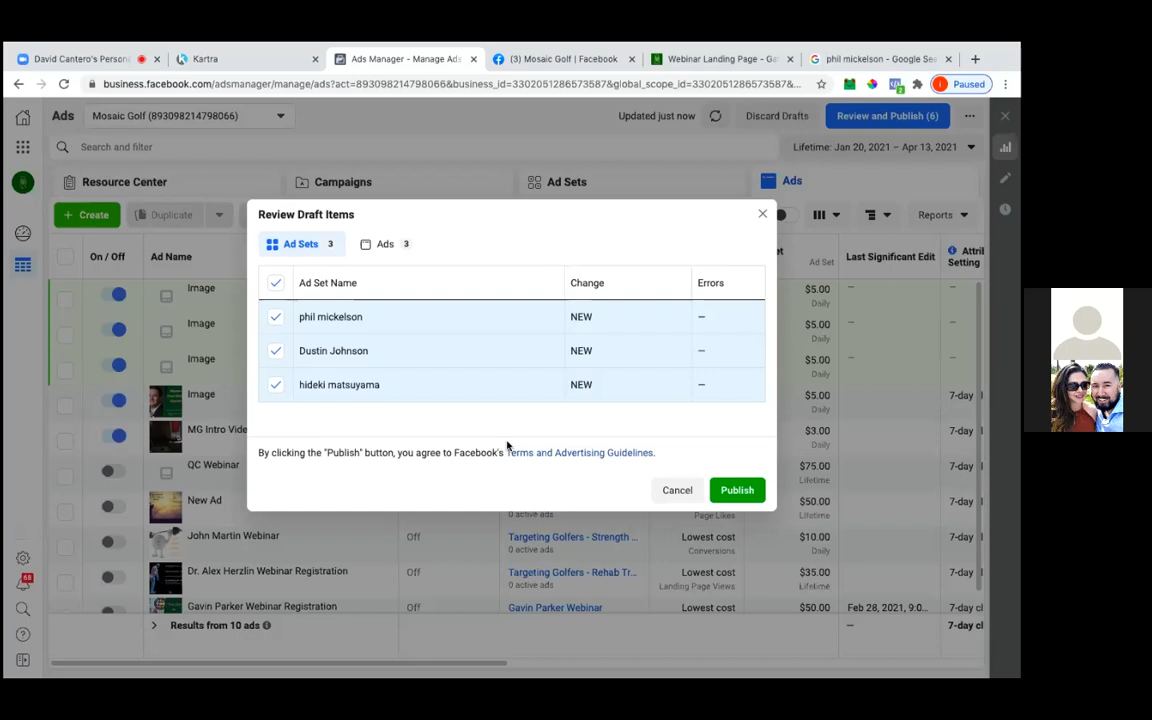 David Cantero's Person
Kartra
Ads Manager - Manage Ads
(3) Mosaic Golf | Facebook
Webinar Landing Page - Ga
phil mickelson - Google Sea
business.facebook.com/adsmanager/manage/ads?act=893098214798066&business_id=3302051286573587&global_scope_id=3302051286573587&...
Paused
Ads
Mosaic Golf (893098214798066)
Updated just now
Discard Drafts
Review and Publish (6)
Search and filter
Lifetime: Jan 20, 2021 – Apr 13, 2021
Resource Center
Campaigns
Ad Sets
Ads
+ Create
Duplicate
Reports
Review Draft Items
Ad Sets 3
Ads 3
Ad Set Name Change Errors
phil mickelson NEW —
Dustin Johnson NEW —
hideki matsuyama NEW —
By clicking the "Publish" button, you agree to Facebook's Terms and Advertising Guidelines.
Cancel
Publish
On / Off
Ad Name
Ad Set
Last Significant Edit
Attri
Setting
Image
$5.00
Daily
—
Image
$5.00
Daily
—
Image
$5.00
Daily
—
Image
$5.00
Daily
7-day
MG Intro Vide
$3.00
Daily
7-day
QC Webinar
$75.00
Lifetime
7-day
New Ad
0 active ads
Page Likes
$50.00
Lifetime
7-day
John Martin Webinar
Off
Targeting Golfers - Strength ...
0 active ads
Lowest cost
Conversions
$10.00
Daily
7-day
Dr. Alex Herzlin Webinar Registration
Off
Targeting Golfers - Rehab Tr...
0 active ads
Lowest cost
Landing Page Views
$35.00
Lifetime
7-day
Gavin Parker Webinar Registration
Off
Gavin Parker Webinar
Lowest cost
$50.00
Feb 28, 2021, 9:0...
7-day cl
Results from 10 ads
—
7-day cl
68